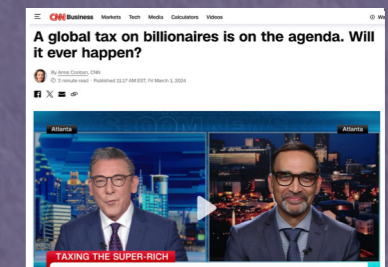 CNN Business Markets Tech Media Calculators Videos
A global tax on billionaires is on the agenda. Will
it ever happen?
By Anna Cooban, CNN
3 minute read · Published 11:17 AM EST, Fri March 1, 2024
Atlanta
Atlanta
TAXING THE SUPER-RICH